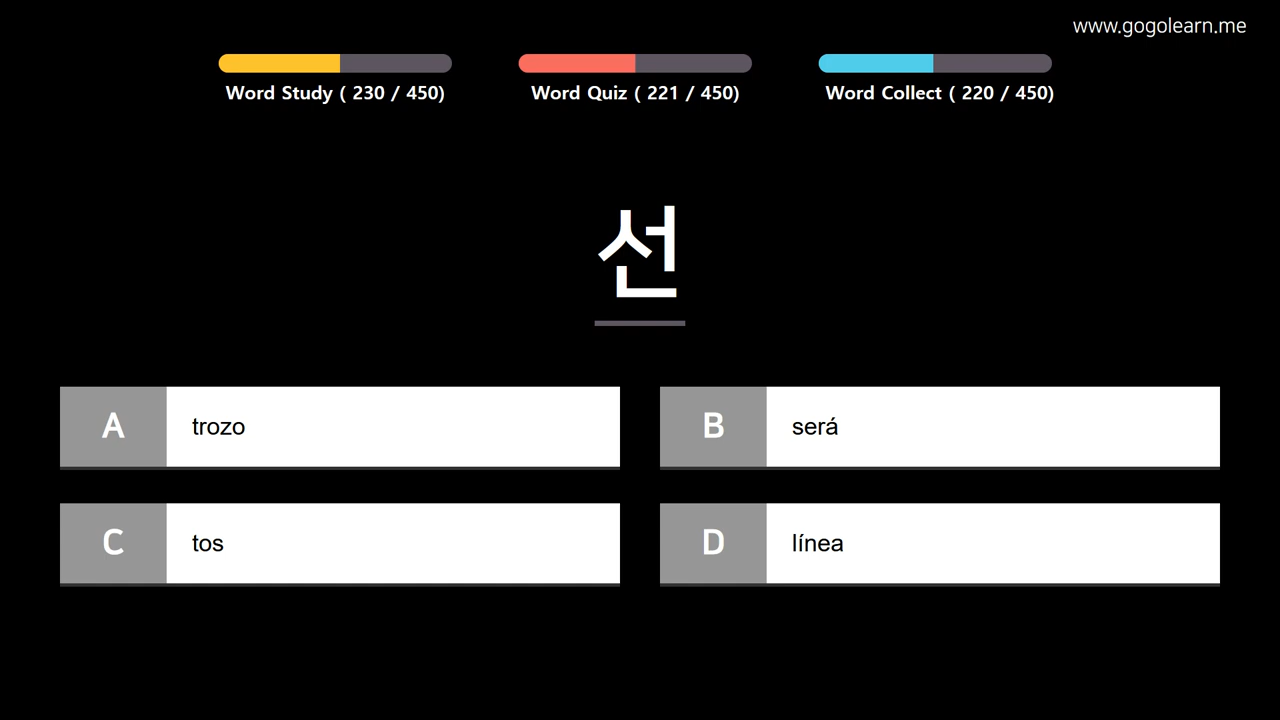 www.gogolearn.me
Word Study ( 230 / 450)
Word Quiz ( 221 / 450)
Word Collect ( 220 / 450)
선
A trozo
B será
C tos
D línea